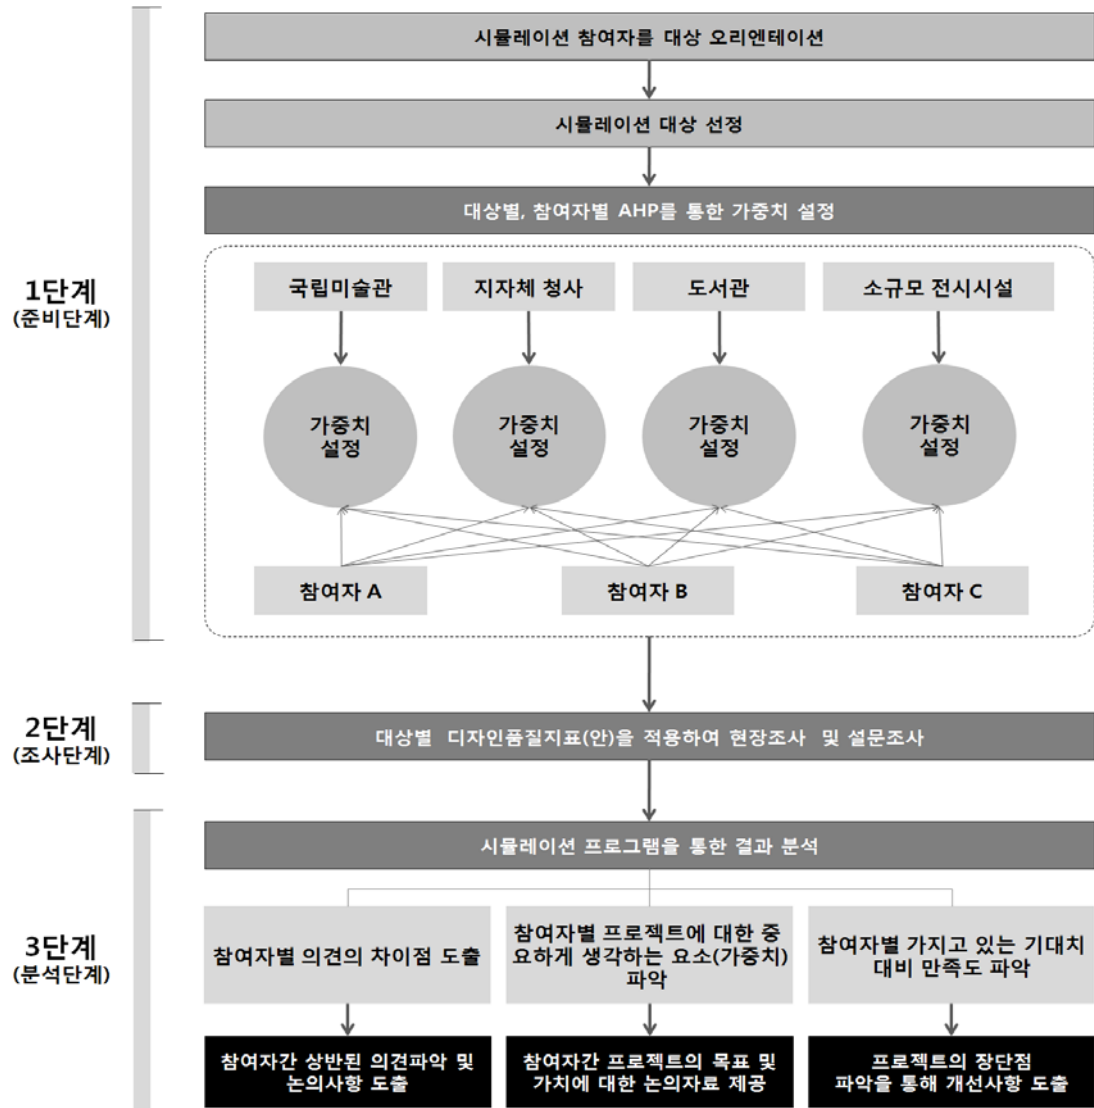 시뮬레이션 참여자를 대상 오리엔테이션
시뮬레이션 대상 선정
대상별, 참여자별 AHP를 통한 가중치 설정
1단계
(준비단계)
국립미술관
지자체 청사
도서관
소규모 전시시설
가중치
설정
가중치
설정
가중치
설정
가중치
설정
참여자 A
참여자 B
참여자 C
2단계
(조사단계)
대상별 디자인품질지표(안)을 적용하여 현장조사 및 설문조사
시뮬레이션 프로그램을 통한 결과 분석
3단계
(분석단계)
참여자별 의견의 차이점 도출
참여자별 프로젝트에 대한 중
요하게 생각하는 요소(가중치)
파악
참여자별 가지고 있는 기대치
대비 만족도 파악
참여자간 상반된 의견파악 및
논의사항 도출
참여자간 프로젝트의 목표 및
가치에 대한 논의자료 제공
프로젝트의 장단점
파악을 통해 개선사항 도출